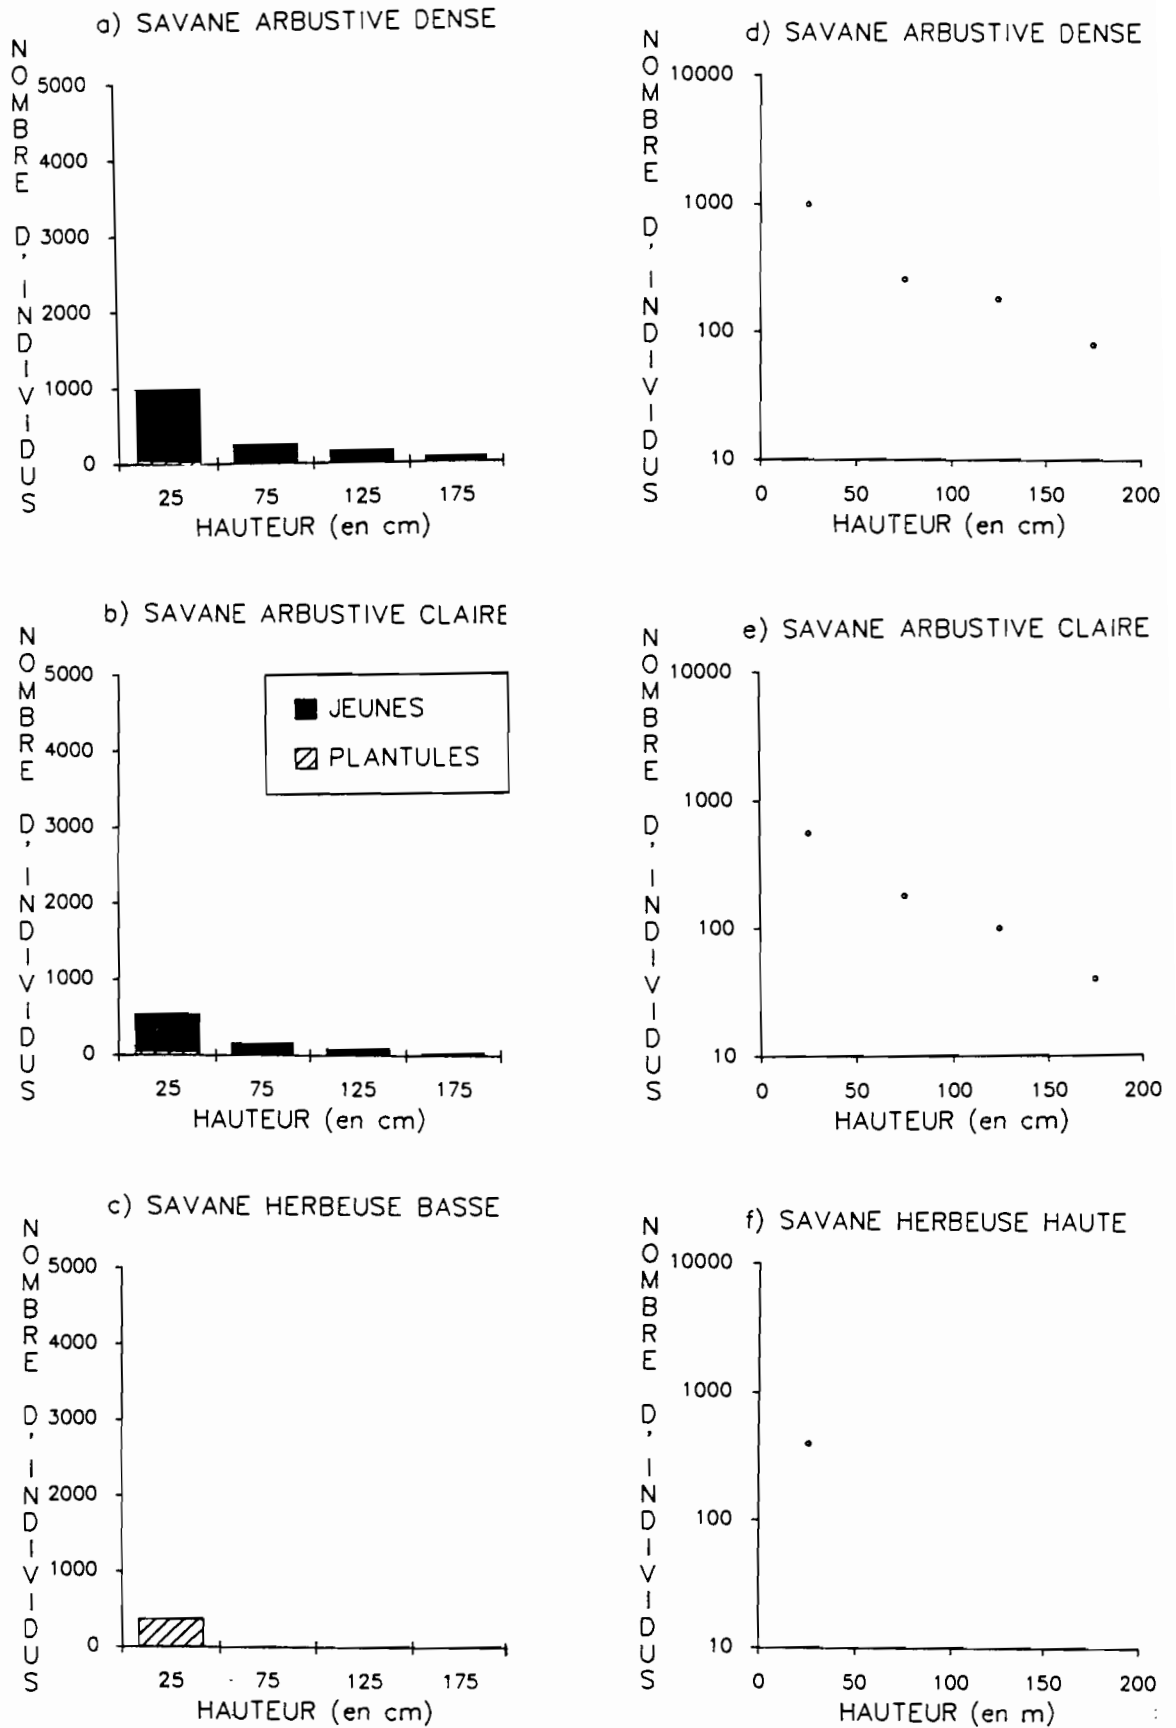 a) SAVANE ARBUSTIVE DENSE
NOMBRE D'INDIVIDUS
5000
4000
3000
2000
1000
0
25 75 125 175
HAUTEUR (en cm)
d) SAVANE ARBUSTIVE DENSE
NOMBRE D'INDIVIDUS
10000
1000
100
10
0 50 100 150 200
HAUTEUR (en cm)
b) SAVANE ARBUSTIVE CLAIRE
NOMBRE D'INDIVIDUS
5000
4000
3000
2000
1000
0
JEUNES
PLANTULES
25 75 125 175
HAUTEUR (en cm)
e) SAVANE ARBUSTIVE CLAIRE
NOMBRE D'INDIVIDUS
10000
1000
100
10
0 50 100 150 200
HAUTEUR (en cm)
c) SAVANE HERBEUSE BASSE
NOMBRE D'INDIVIDUS
5000
4000
3000
2000
1000
0
25 75 125 175
HAUTEUR (en cm)
f) SAVANE HERBEUSE HAUTE
NOMBRE D'INDIVIDUS
10000
1000
100
10
0 50 100 150 200
HAUTEUR (en m)